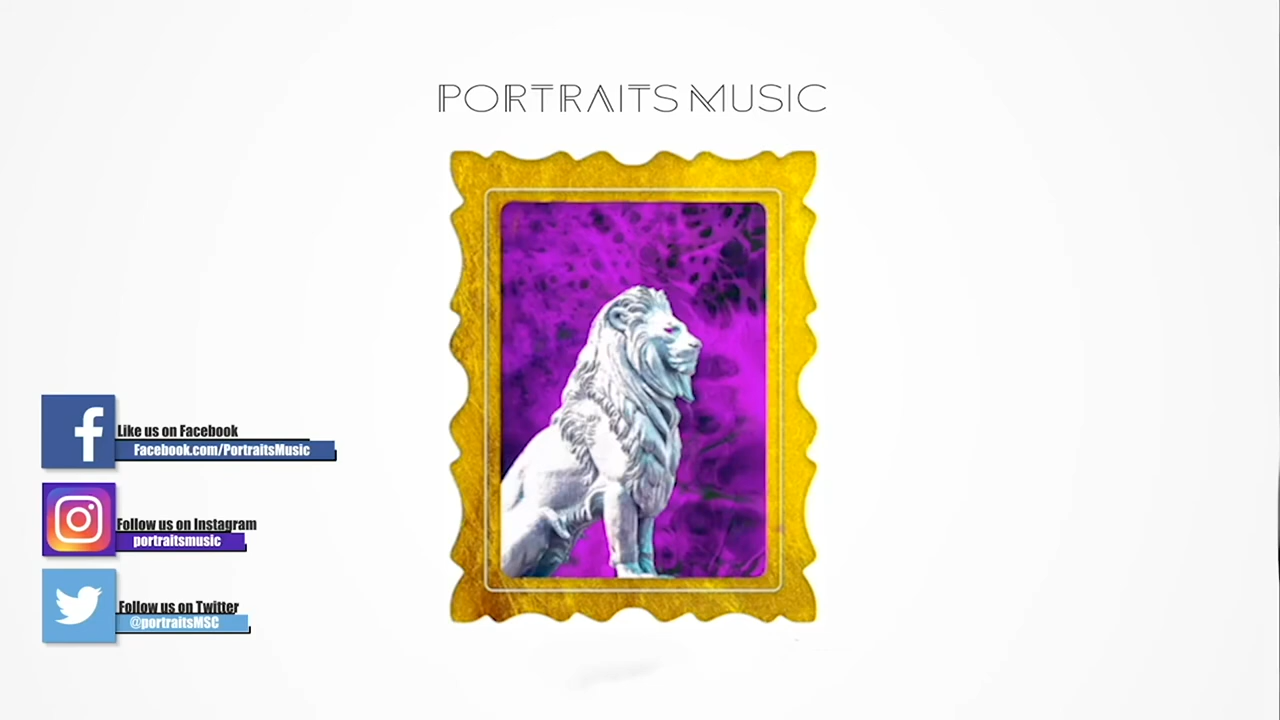 PORTRAITS MUSIC
Like us on Facebook
Facebook.com/PortraitsMusic
Follow us on Instagram
portraitsmusic
Follow us on Twitter
@portraitsMSC